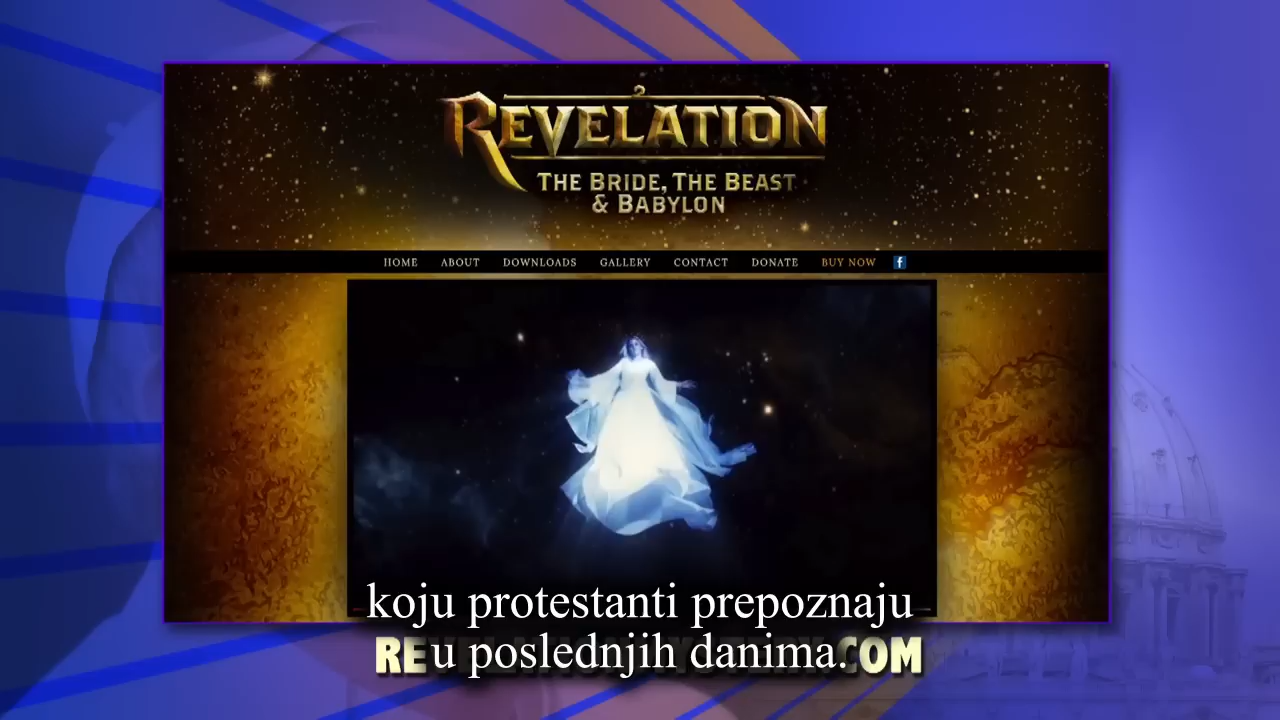 REVELATION
THE BRIDE, THE BEAST
& BABYLON
HOME ABOUT DOWNLOADS GALLERY CONTACT DONATE BUY NOW f
koju protestanti prepoznaju
u poslednjih danima.
.COM